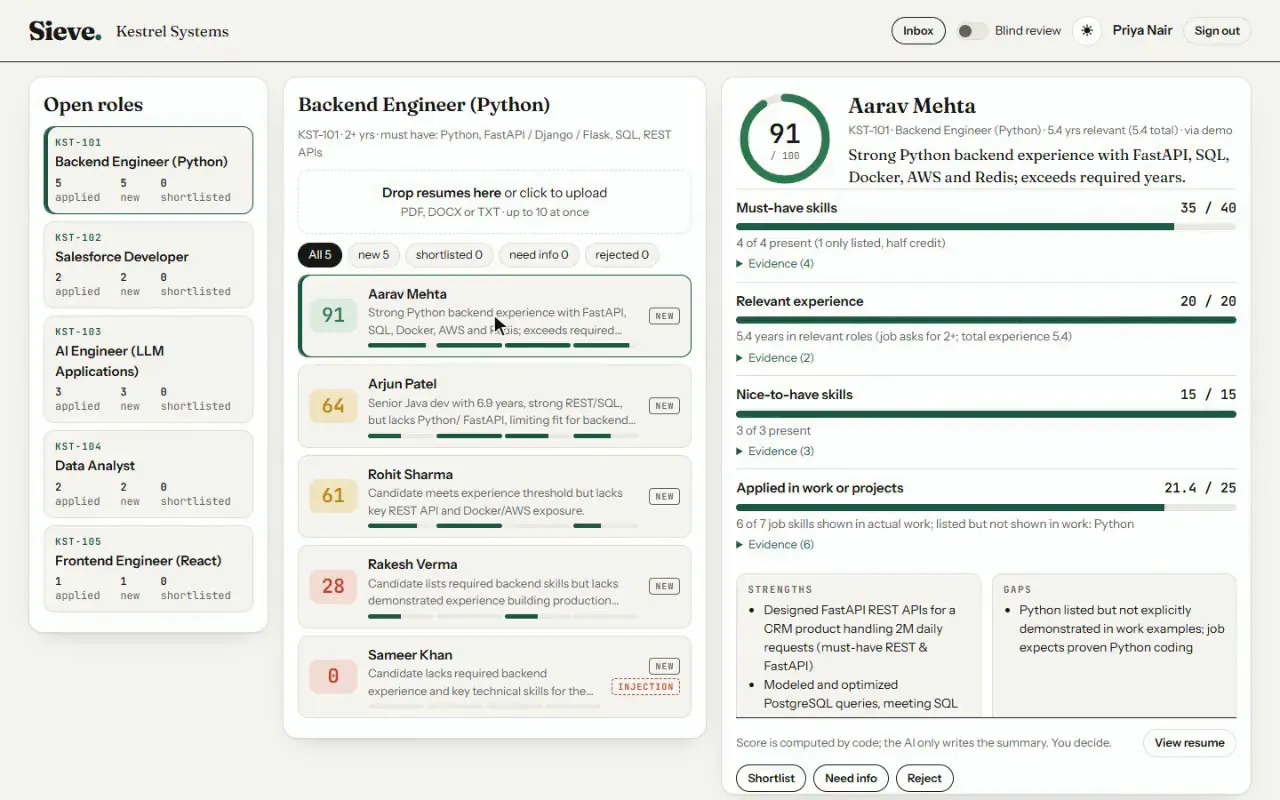 Sieve. Kestrel Systems
Inbox Blind review ☀ Priya Nair Sign out
Open roles
KST-101
Backend Engineer (Python)
5 5 0
applied new shortlisted
KST-102
Salesforce Developer
2 2 0
applied new shortlisted
KST-103
AI Engineer (LLM
Applications)
3 3 0
applied new shortlisted
KST-104
Data Analyst
2 2 0
applied new shortlisted
KST-105
Frontend Engineer (React)
1 1 0
applied new shortlisted
Backend Engineer (Python)
KST-101 · 2+ yrs · must have: Python, FastAPI / Django / Flask, SQL, REST
APIs
Drop resumes here or click to upload
PDF, DOCX or TXT · up to 10 at once
All 5 new 5 shortlisted 0 need info 0 rejected 0
91
Aarav Mehta
Strong Python backend experience with FastAPI,
SQL, Docker, AWS and Redis; exceeds required...
NEW
64
Arjun Patel
Senior Java dev with 6.9 years, strong REST/SQL,
but lacks Python/ FastAPI, limiting fit for backend...
NEW
61
Rohit Sharma
Candidate meets experience threshold but lacks
key REST API and Docker/AWS exposure.
NEW
28
Rakesh Verma
Candidate lists required backend skills but lacks
demonstrated experience building production...
NEW
0
Sameer Khan
Candidate lacks required backend
experience and key technical skills for the...
NEW
INJECTION
91
/ 100
Aarav Mehta
KST-101 · Backend Engineer (Python) · 5.4 yrs relevant (5.4 total) · via demo
Strong Python backend experience with FastAPI, SQL,
Docker, AWS and Redis; exceeds required years.
Must-have skills 35 / 40
4 of 4 present (1 only listed, half credit)
▶ Evidence (4)
Relevant experience 20 / 20
5.4 years in relevant roles (job asks for 2+; total experience 5.4)
▶ Evidence (2)
Nice-to-have skills 15 / 15
3 of 3 present
▶ Evidence (3)
Applied in work or projects 21.4 / 25
6 of 7 job skills shown in actual work; listed but not shown in work: Python
▶ Evidence (6)
STRENGTHS
• Designed FastAPI REST APIs for a
CRM product handling 2M daily
requests (must-have REST &
FastAPI)
• Modeled and optimized
PostgreSQL queries, meeting SQL
GAPS
• Python listed but not explicitly
demonstrated in work examples; job
expects proven Python coding
Score is computed by code; the AI only writes the summary. You decide.
View resume
Shortlist Need info Reject